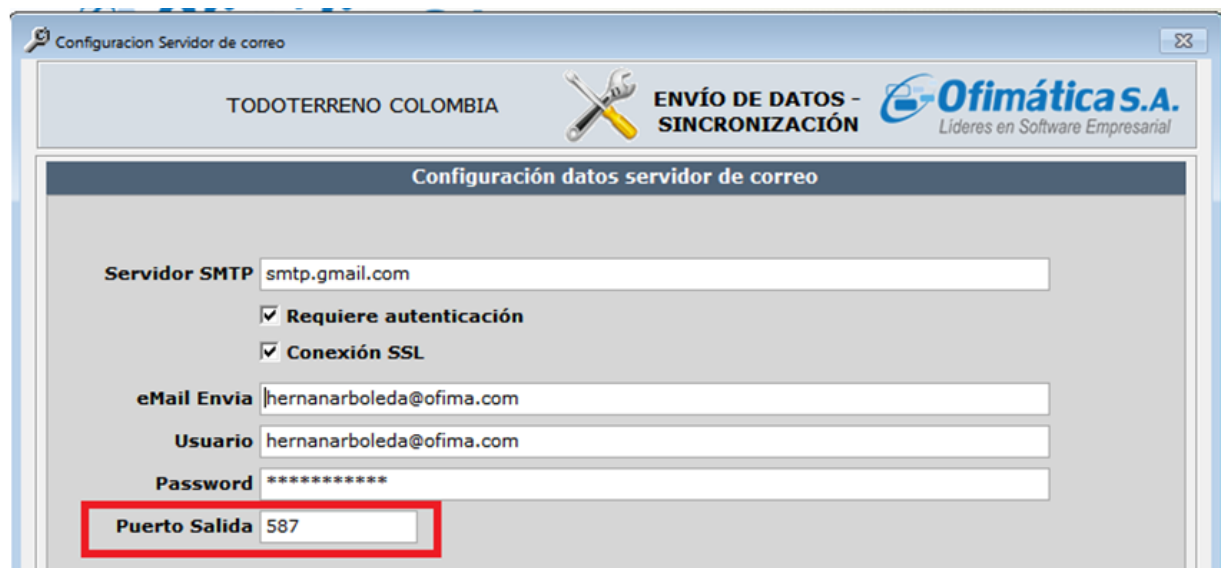 Configuracion Servidor de correo
TODOTERRENO COLOMBIA
ENVÍO DE DATOS -
SINCRONIZACIÓN
Ofimática S.A.
Líderes en Software Empresarial
Configuración datos servidor de correo
Servidor SMTP smtp.gmail.com
Requiere autenticación
Conexión SSL
eMail Envia hernanarboleda@ofima.com
Usuario hernanarboleda@ofima.com
Password ***********
Puerto Salida 587